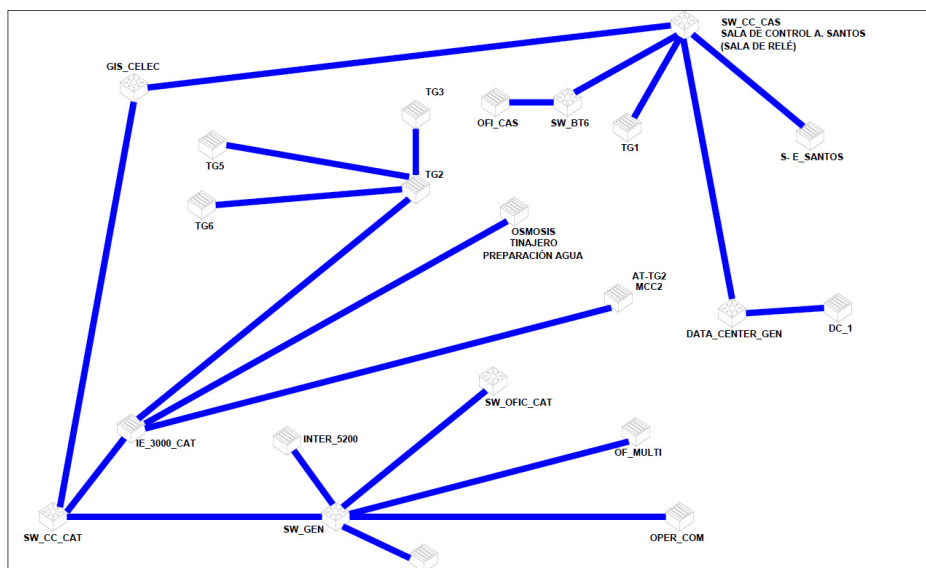 SW_CC_CAS
SALA DE CONTROL A. SANTOS
(SALA DE RELÉ)
GIS_CELEC
TG3
OFI_CAS
SW_BT6
TG1
S- E_SANTOS
TG5
TG2
TG6
OSMOSIS
TINAJERO
PREPARACIÓN AGUA
AT-TG2
MCC2
DATA_CENTER_GEN
DC_1
SW_OFIC_CAT
IE_3000_CAT
INTER_5200
OF_MULTI
SW_CC_CAT
SW_GEN
OPER_COM